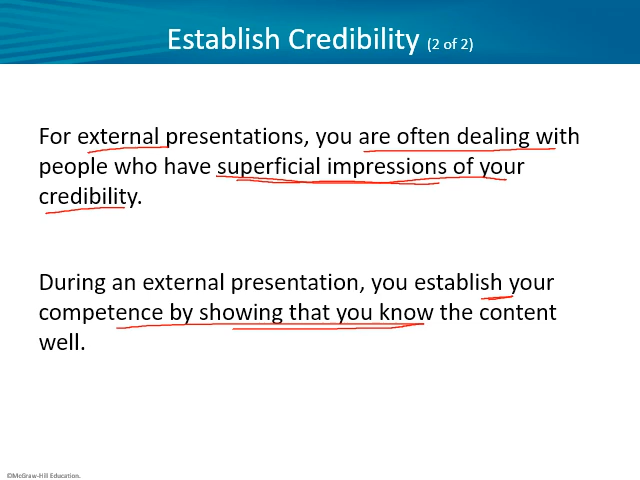 Establish Credibility (2 of 2)
For external presentations, you are often dealing with
people who have superficial impressions of your
credibility.
During an external presentation, you establish your
competence by showing that you know the content
well.
©McGraw-Hill Education.